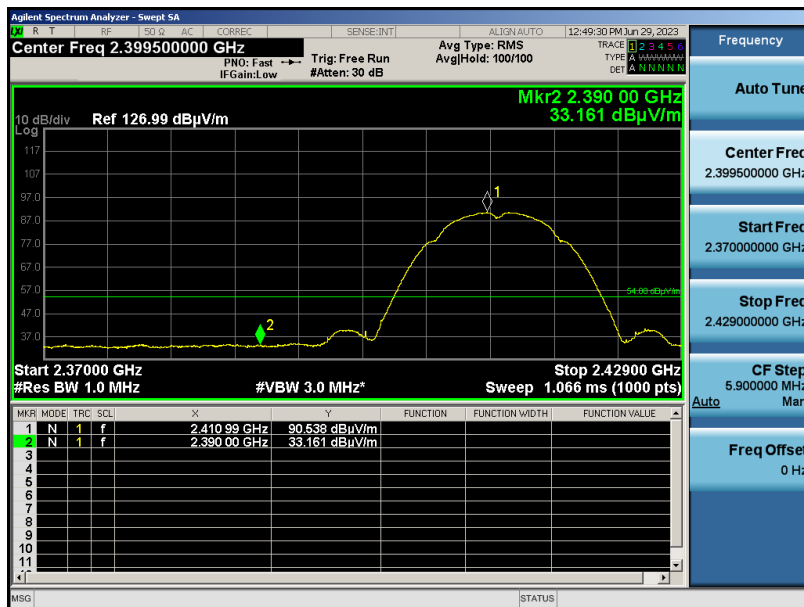 Agilent Spectrum Analyzer - Swept SA
LXI R T RF 50 Ω AC CORREC SENSE:INT ALIGN AUTO 12:49:30 PM Jun 29, 2023
Center Freq 2.399500000 GHz
PNO: Fast
IFGain:Low
Trig: Free Run
#Atten: 30 dB
Avg Type: RMS
Avg|Hold: 100/100
TRACE 1 2 3 4 5 6
TYPE A WWWWW
DET A N N N N N
Mkr2 2.390 00 GHz
33.161 dBµV/m
10 dB/div Ref 126.99 dBµV/m
Log
117
107
97.0
87.0
77.0
67.0
57.0
47.0
37.0
1
2
54.00 dBµV/m
Start 2.37000 GHz Stop 2.42900 GHz
#Res BW 1.0 MHz #VBW 3.0 MHz* Sweep 1.066 ms (1000 pts)
MKR MODE TRC SCL X Y FUNCTION FUNCTION WIDTH FUNCTION VALUE
1 N 1 f 2.410 99 GHz 90.538 dBµV/m
2 N 1 f 2.390 00 GHz 33.161 dBµV/m
3
4
5
6
7
8
9
10
11
MSG STATUS
Frequency
Auto Tune
Center Freq
2.399500000 GHz
Start Freq
2.370000000 GHz
Stop Freq
2.429000000 GHz
CF Step
5.900000 MHz
Auto Man
Freq Offset
0 Hz